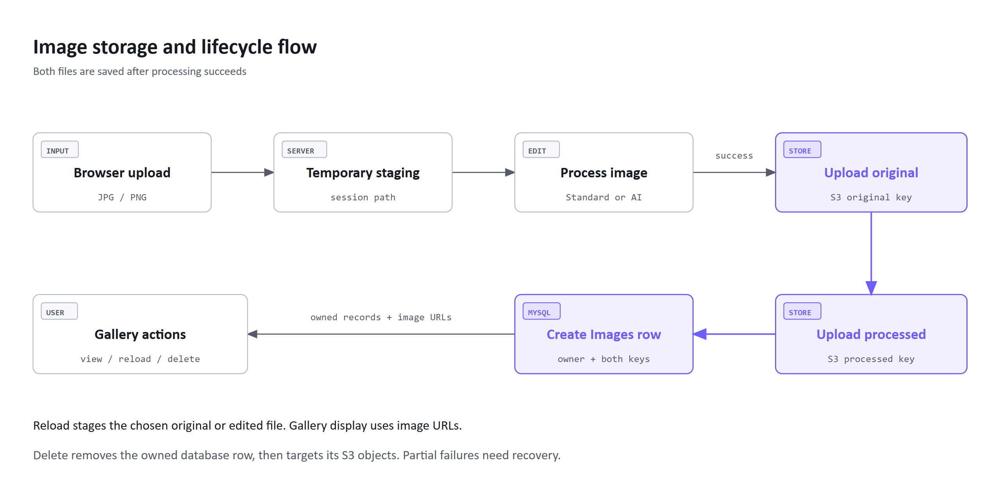 Image storage and lifecycle flow
Both files are saved after processing succeeds
INPUT
Browser upload
JPG / PNG
SERVER
Temporary staging
session path
EDIT
Process image
Standard or AI
success
STORE
Upload original
S3 original key
USER
Gallery actions
view / reload / delete
owned records + image URLs
MYSQL
Create Images row
owner + both keys
STORE
Upload processed
S3 processed key
Reload stages the chosen original or edited file. Gallery display uses image URLs.
Delete removes the owned database row, then targets its S3 objects. Partial failures need recovery.